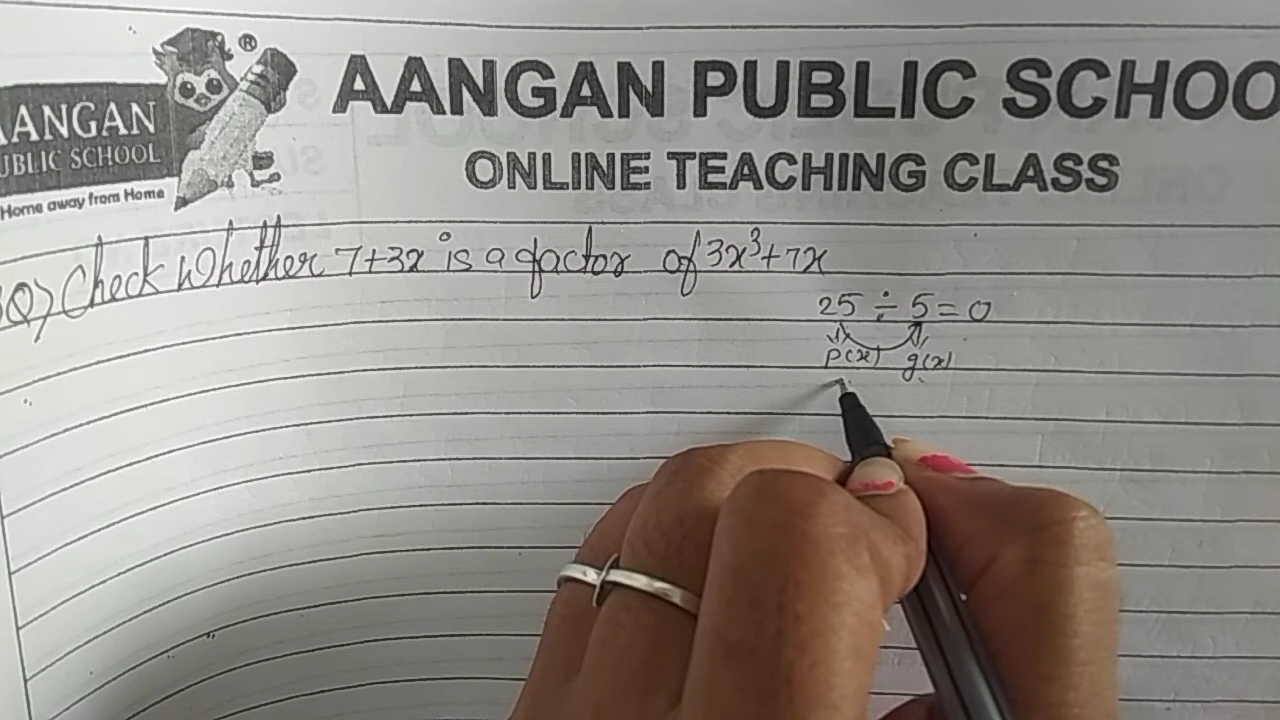 AANGAN PUBLIC SCHOO
ONLINE TEACHING CLASS
AANGAN
UBLIC SCHOOL
Home away from Home
®
Q) Check Whether 7+3x is a factor of 3x³+7x
25 ÷ 5 = 0
p(x) g(x)